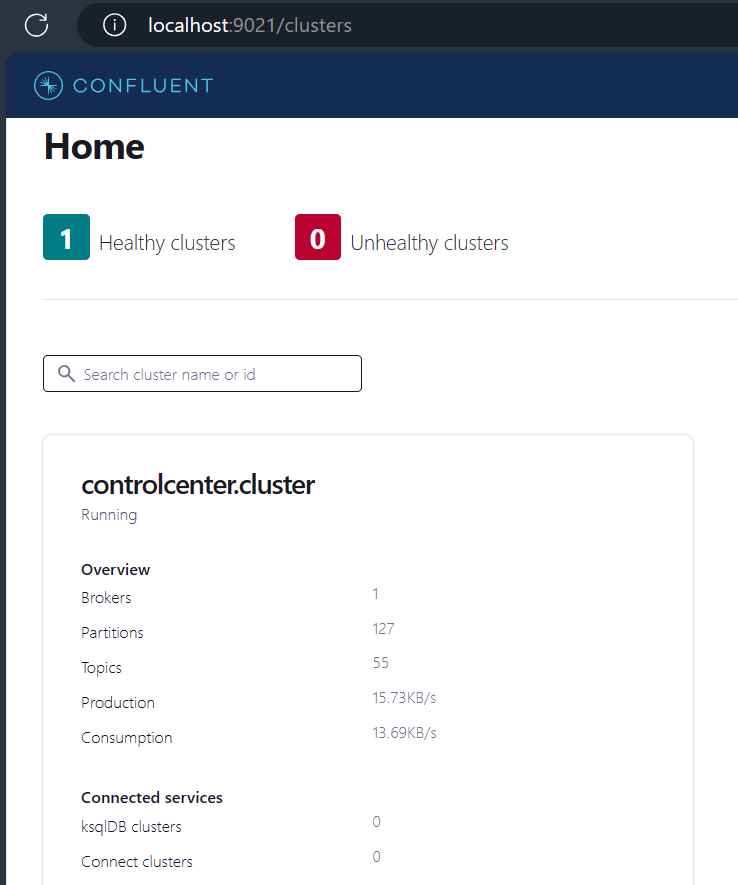 localhost:9021/clusters
CONFLUENT
Home
1 Healthy clusters 0 Unhealthy clusters
Search cluster name or id
controlcenter.cluster
Running
Overview
Brokers 1
Partitions 127
Topics 55
Production 15.73KB/s
Consumption 13.69KB/s
Connected services
ksqlDB clusters 0
Connect clusters 0